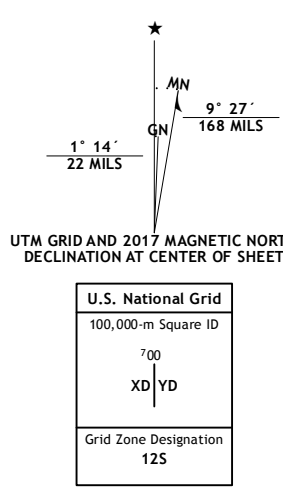 ★
MN
GN
9° 27´
168 MILS
1° 14´
22 MILS
UTM GRID AND 2017 MAGNETIC NORT
DECLINATION AT CENTER OF SHEET
U.S. National Grid
100,000-m Square ID
700
XD YD
Grid Zone Designation
12S